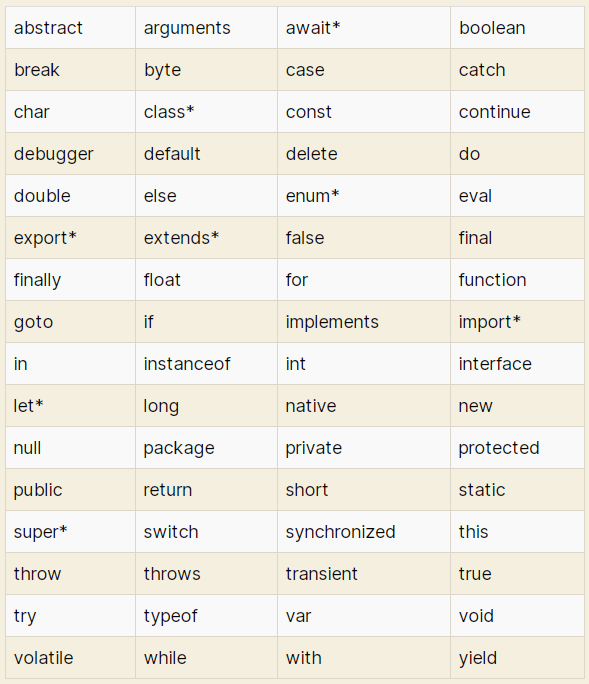 abstract arguments await* boolean
break byte case catch
char class* const continue
debugger default delete do
double else enum* eval
export* extends* false final
finally float for function
goto if implements import*
in instanceof int interface
let* long native new
null package private protected
public return short static
super* switch synchronized this
throw throws transient true
try typeof var void
volatile while with yield